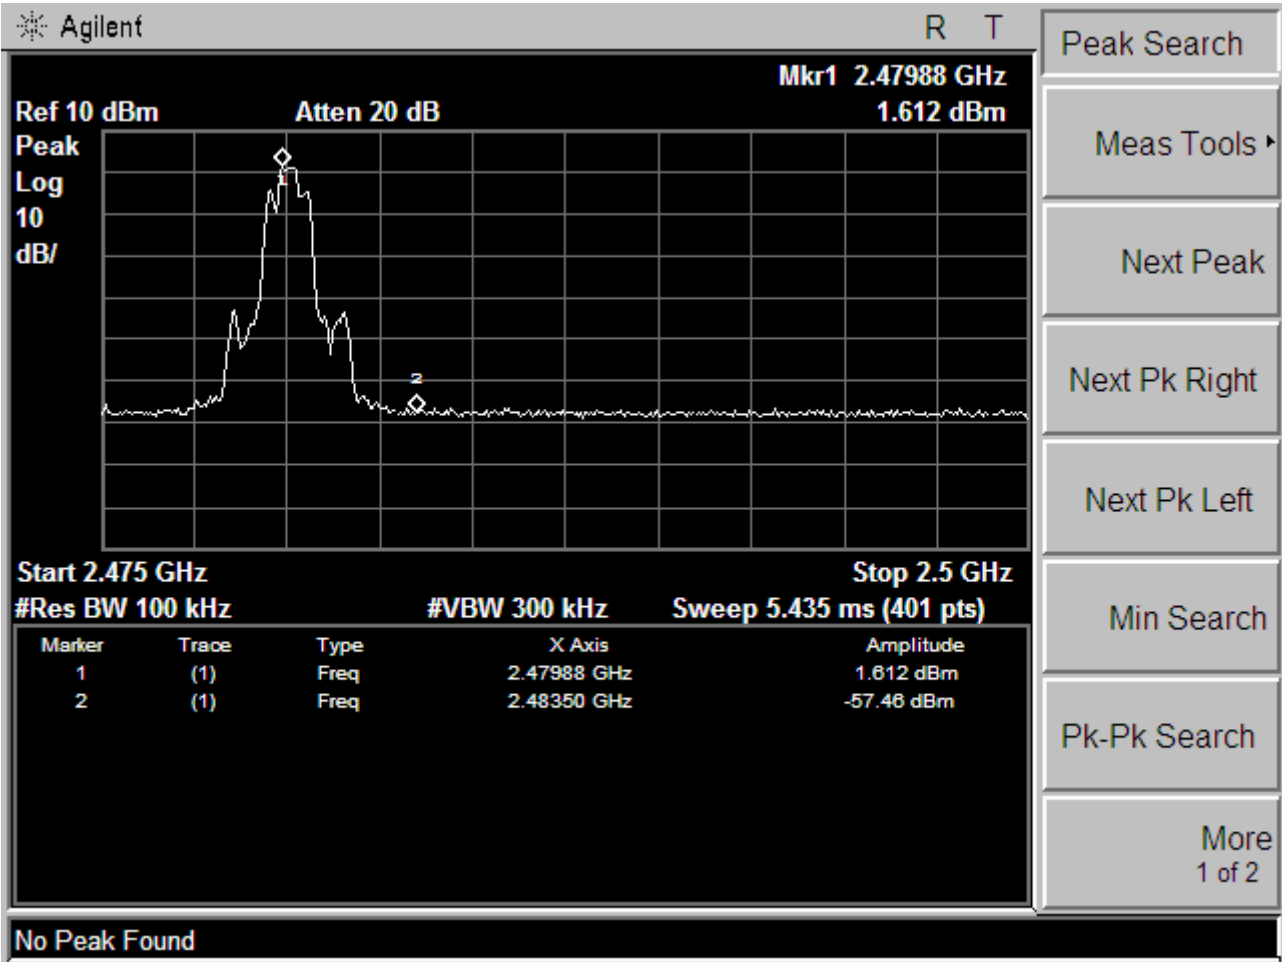 Agilent R T
Peak Search
Mkr1 2.47988 GHz
Ref 10 dBm Atten 20 dB 1.612 dBm
Peak
Log
10
dB/
1
2
Start 2.475 GHz Stop 2.5 GHz
#Res BW 100 kHz #VBW 300 kHz Sweep 5.435 ms (401 pts)
Marker Trace Type X Axis Amplitude
1 (1) Freq 2.47988 GHz 1.612 dBm
2 (1) Freq 2.48350 GHz -57.46 dBm
No Peak Found
Meas Tools
Next Peak
Next Pk Right
Next Pk Left
Min Search
Pk-Pk Search
More
1 of 2